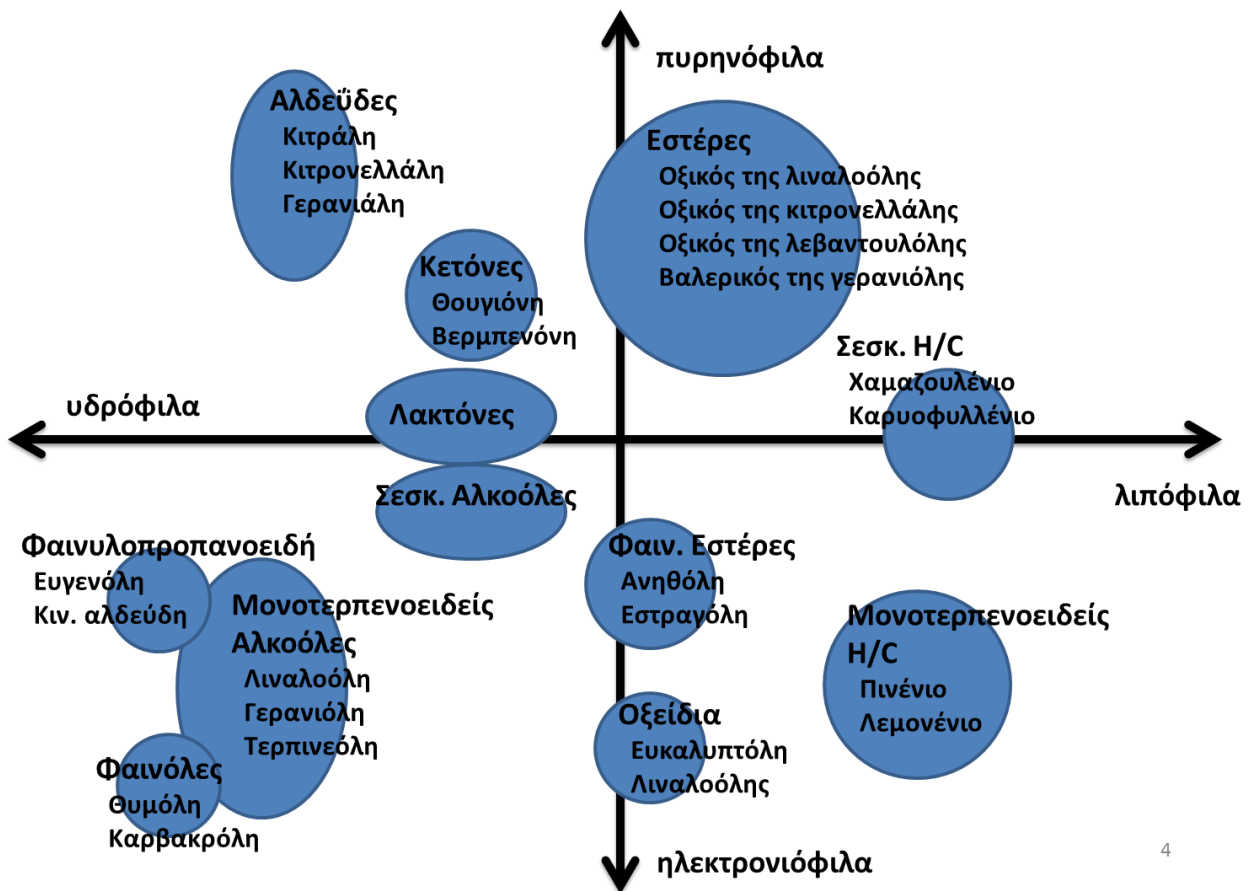 πυρηνόφιλα
Αλδεΰδες
Κιτράλη
Κιτρονελλάλη
Γερανιάλη
Εστέρες
Οξικός της λιναλοόλης
Οξικός της κιτρονελλάλης
Οξικός της λεβαντουλόλης
Βαλερικός της γερανιόλης
Κετόνες
Θουγιόνη
Βερμπενόνη
Σεσκ. H/C
Χαμαζουλένιο
Καρυοφυλλένιο
υδρόφιλα
Λακτόνες
λιπόφιλα
Σεσκ. Αλκοόλες
Φαινυλοπροπανοειδή
Ευγενόλη
Κιν. αλδεύδη
Μονοτερπενοειδείς
Αλκοόλες
Λιναλοόλη
Γερανιόλη
Τερπινεόλη
Φαινόλες
Θυμόλη
Καρβακρόλη
Φαιν. Εστέρες
Ανηθόλη
Εστραγόλη
Οξείδια
Ευκαλυπτόλη
Λιναλοόλης
Μονοτερπενοειδείς
H/C
Πινένιο
Λεμονένιο
ηλεκτρονιόφιλα
4